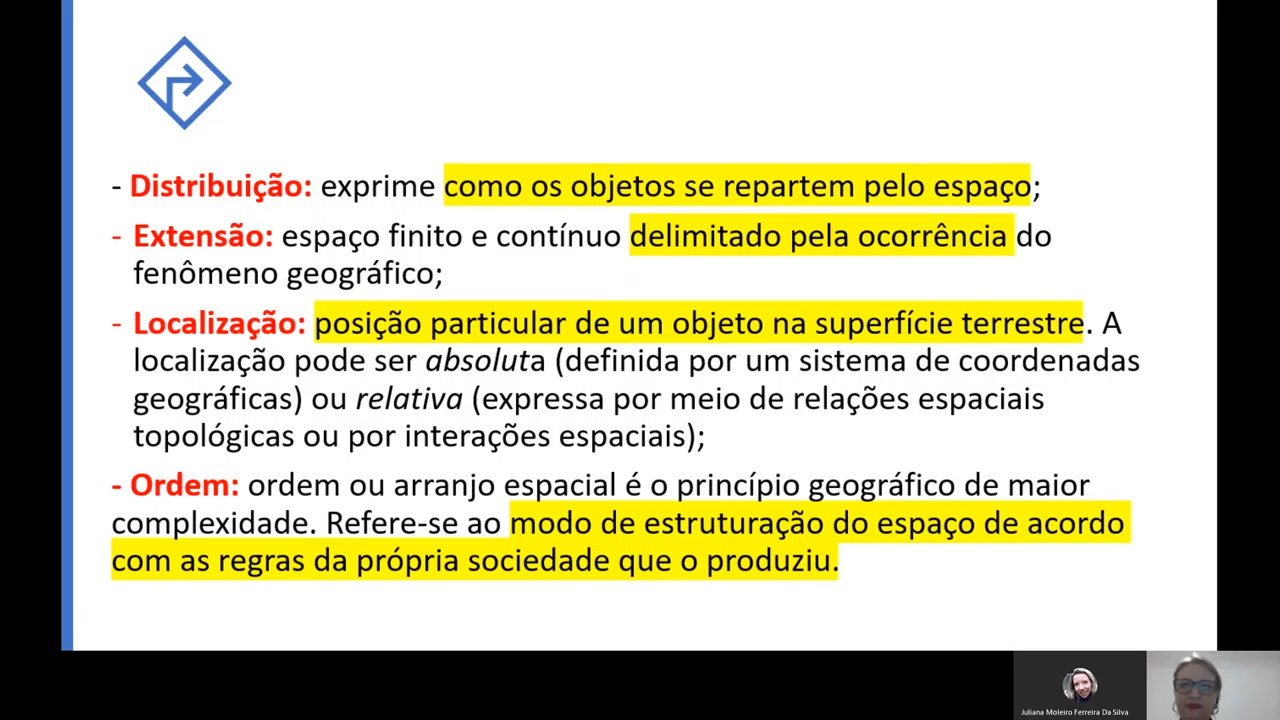 - Distribuição: exprime como os objetos se repartem pelo espaço;
- Extensão: espaço finito e contínuo delimitado pela ocorrência do
fenômeno geográfico;
- Localização: posição particular de um objeto na superfície terrestre. A
localização pode ser absoluta (definida por um sistema de coordenadas
geográficas) ou relativa (expressa por meio de relações espaciais
topológicas ou por interações espaciais);
- Ordem: ordem ou arranjo espacial é o princípio geográfico de maior
complexidade. Refere-se ao modo de estruturação do espaço de acordo
com as regras da própria sociedade que o produziu.
Juliana Moleiro Ferreira Da Silva